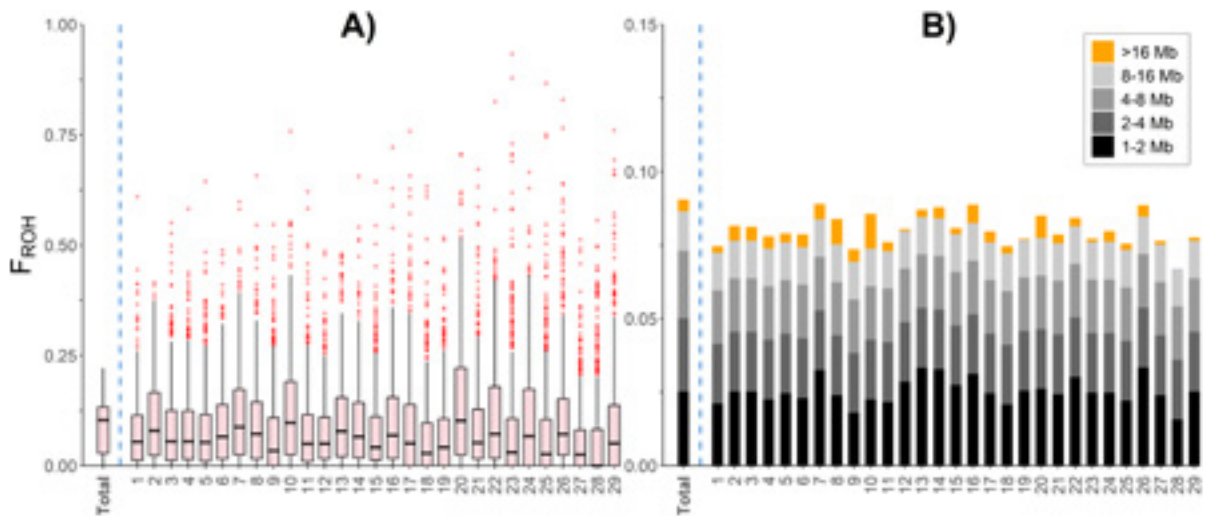 A)
B)
1.00
0.75
0.50
0.25
0.00
F_ROH
Total 1 2 3 4 5 6 7 8 9 10 11 12 13 14 15 16 17 18 19 20 21 22 23 24 25 26 27 28 29
0.15
0.10
0.05
0.00
>16 Mb
8-16 Mb
4-8 Mb
2-4 Mb
1-2 Mb
Total 1 2 3 4 5 6 7 8 9 10 11 12 13 14 15 16 17 18 19 20 21 22 23 24 25 26 27 28 29